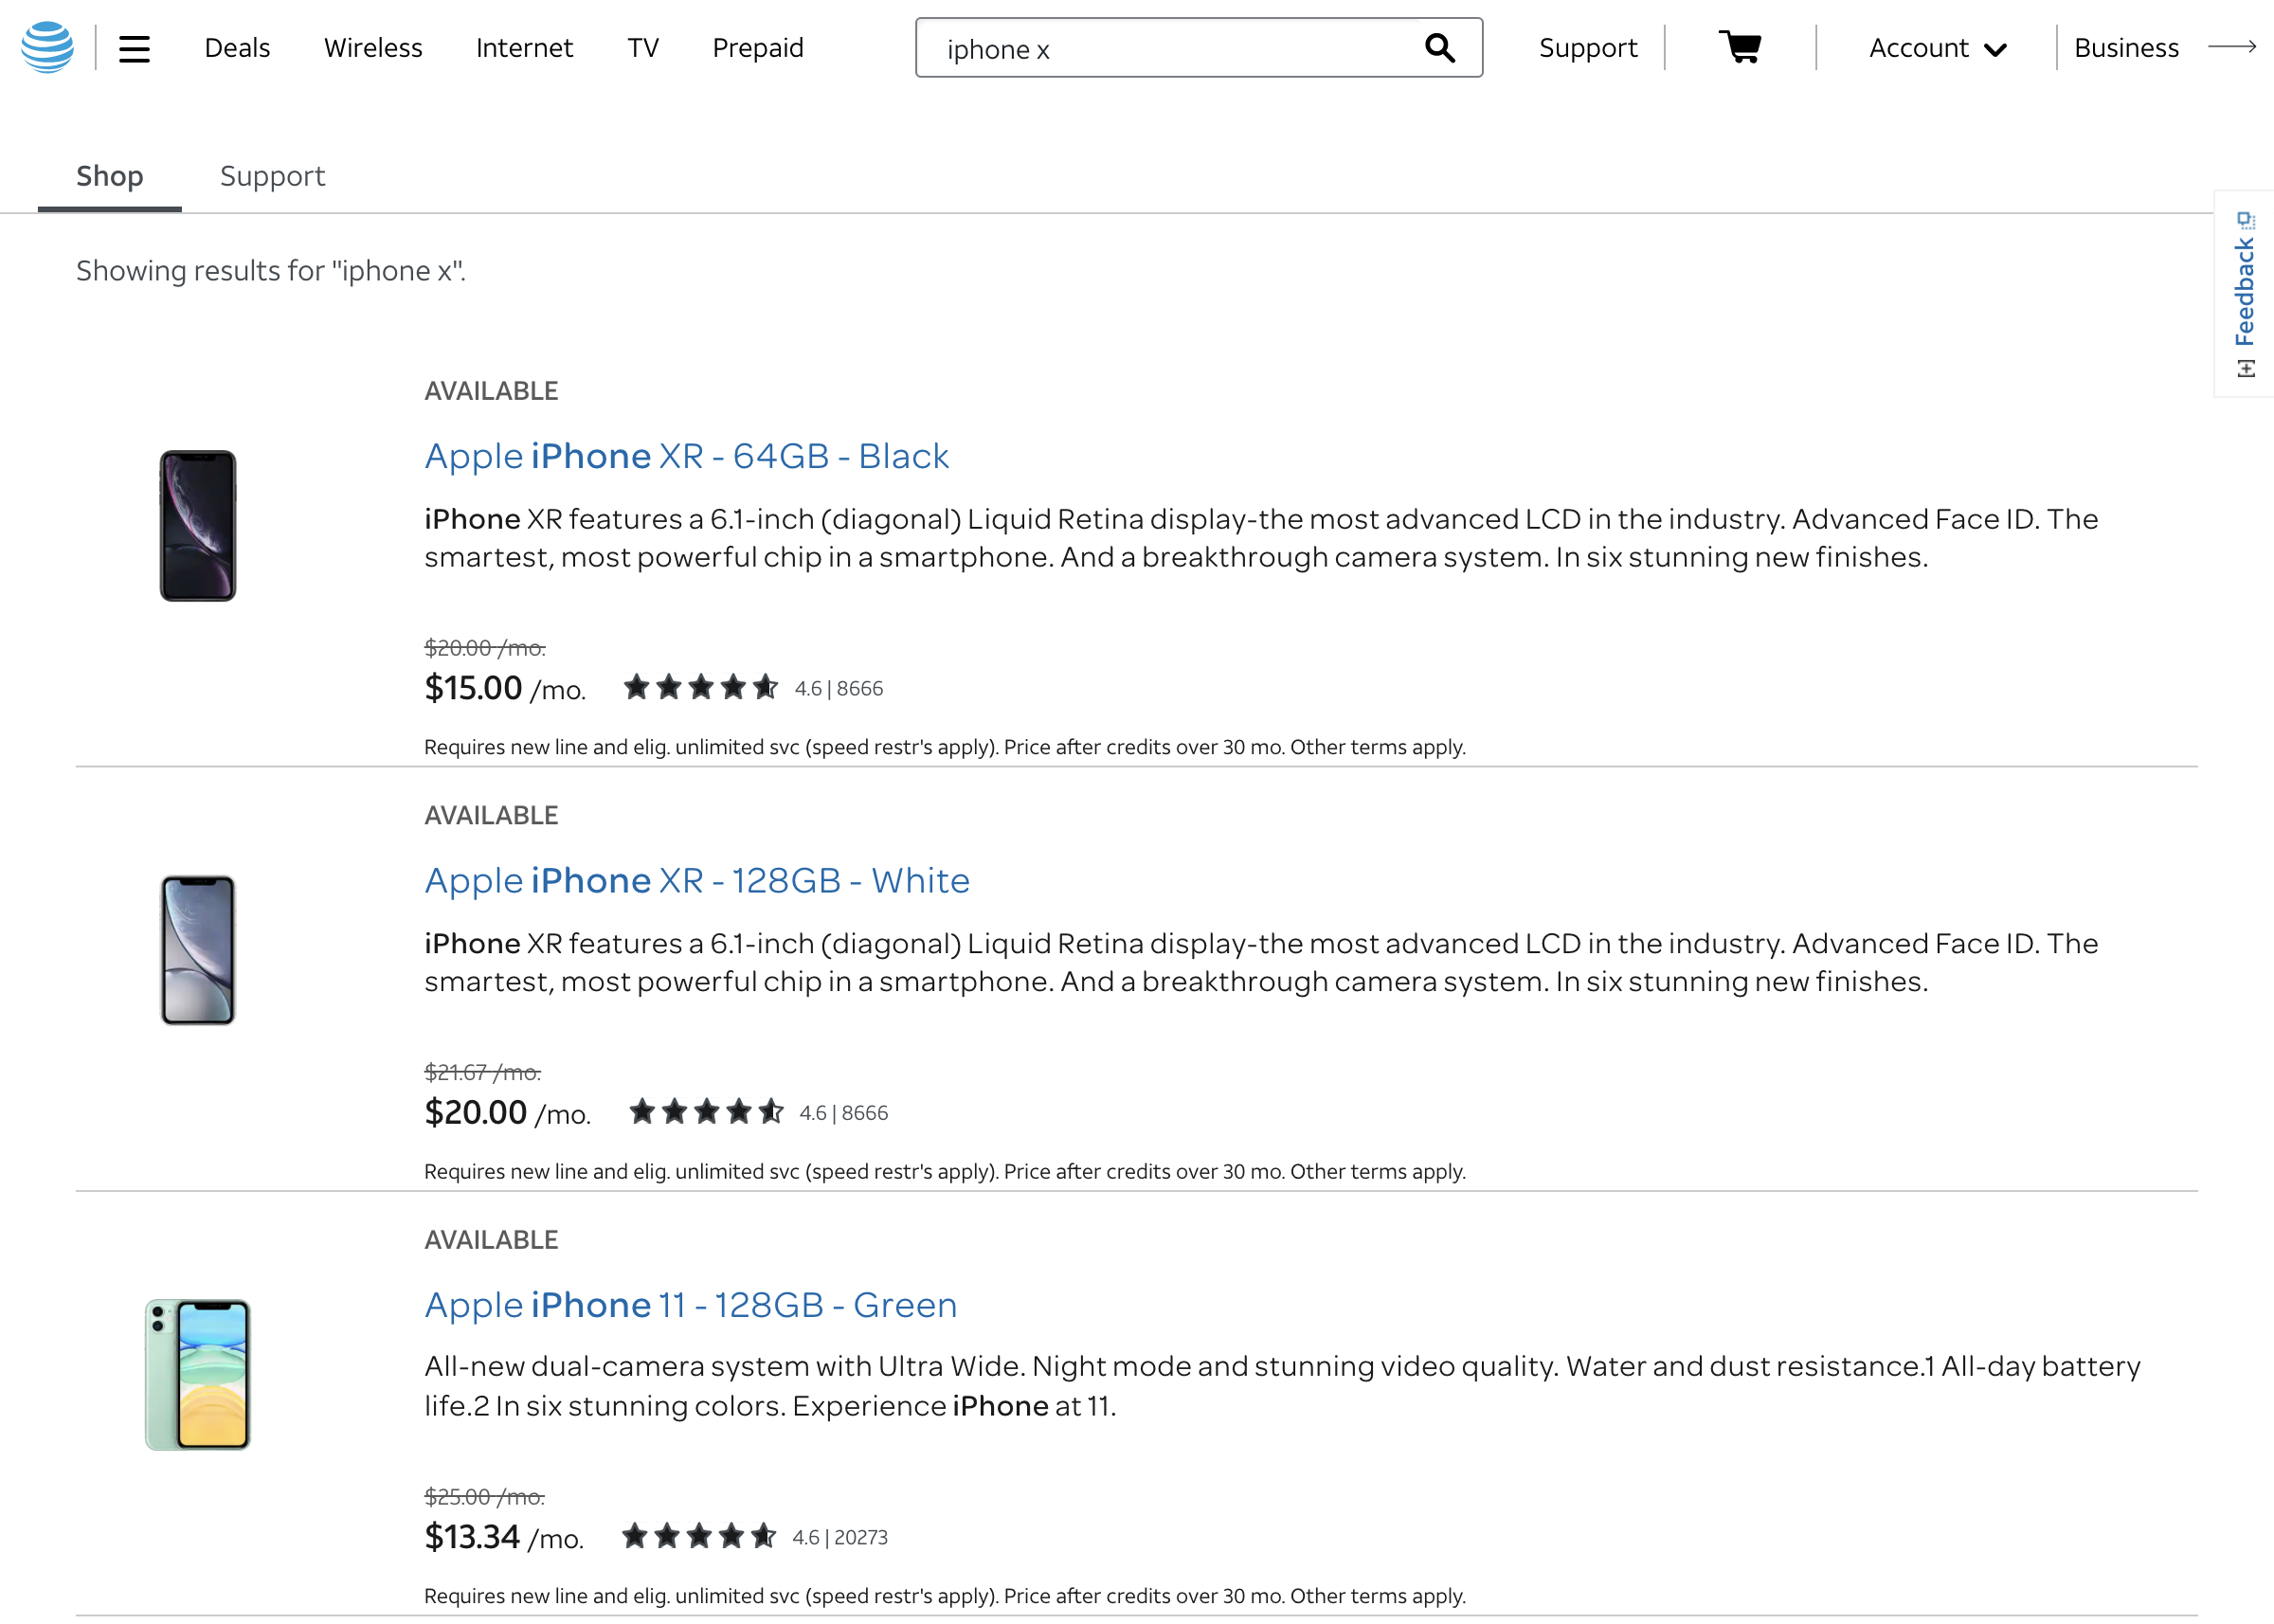 Deals Wireless Internet TV Prepaid iphone x Support Account Business
Shop Support
Feedback
Showing results for "iphone x".
AVAILABLE
Apple iPhone XR - 64GB - Black
iPhone XR features a 6.1-inch (diagonal) Liquid Retina display-the most advanced LCD in the industry. Advanced Face ID. The
smartest, most powerful chip in a smartphone. And a breakthrough camera system. In six stunning new finishes.
$20.00 /mo.
$15.00 /mo. 4.6 | 8666
Requires new line and elig. unlimited svc (speed restr's apply). Price after credits over 30 mo. Other terms apply.
AVAILABLE
Apple iPhone XR - 128GB - White
iPhone XR features a 6.1-inch (diagonal) Liquid Retina display-the most advanced LCD in the industry. Advanced Face ID. The
smartest, most powerful chip in a smartphone. And a breakthrough camera system. In six stunning new finishes.
$21.67 /mo.
$20.00 /mo. 4.6 | 8666
Requires new line and elig. unlimited svc (speed restr's apply). Price after credits over 30 mo. Other terms apply.
AVAILABLE
Apple iPhone 11 - 128GB - Green
All-new dual-camera system with Ultra Wide. Night mode and stunning video quality. Water and dust resistance.1 All-day battery
life.2 In six stunning colors. Experience iPhone at 11.
$25.00 /mo.
$13.34 /mo. 4.6 | 20273
Requires new line and elig. unlimited svc (speed restr's apply). Price after credits over 30 mo. Other terms apply.